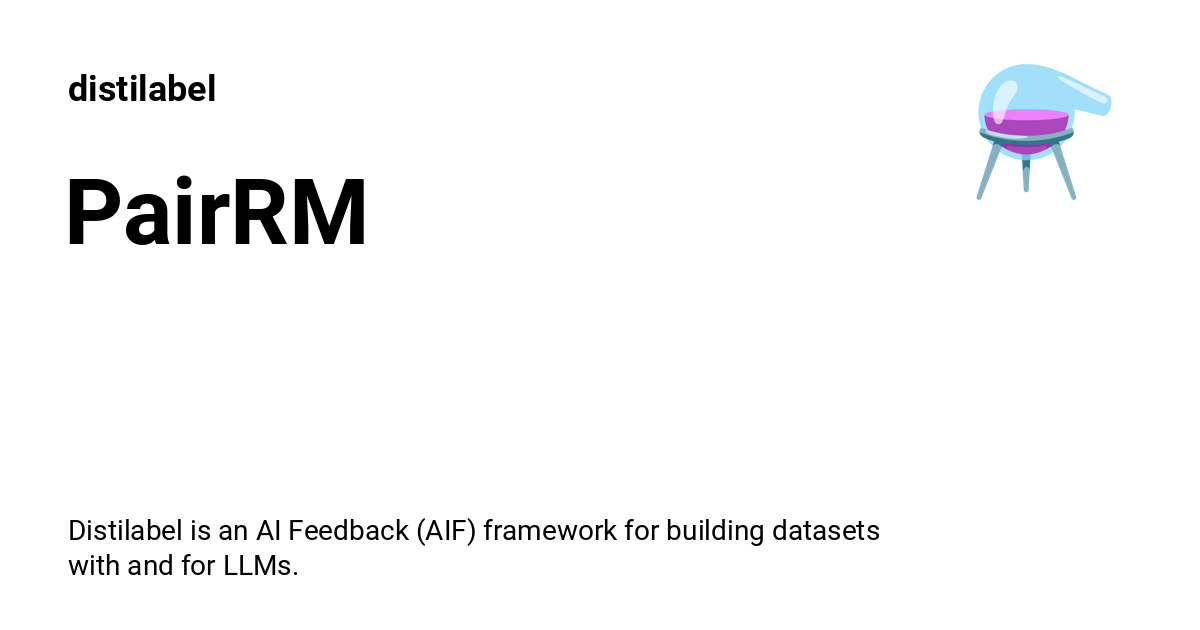 distilabel
PairRM
Distilabel is an AI Feedback (AIF) framework for building datasets
with and for LLMs.